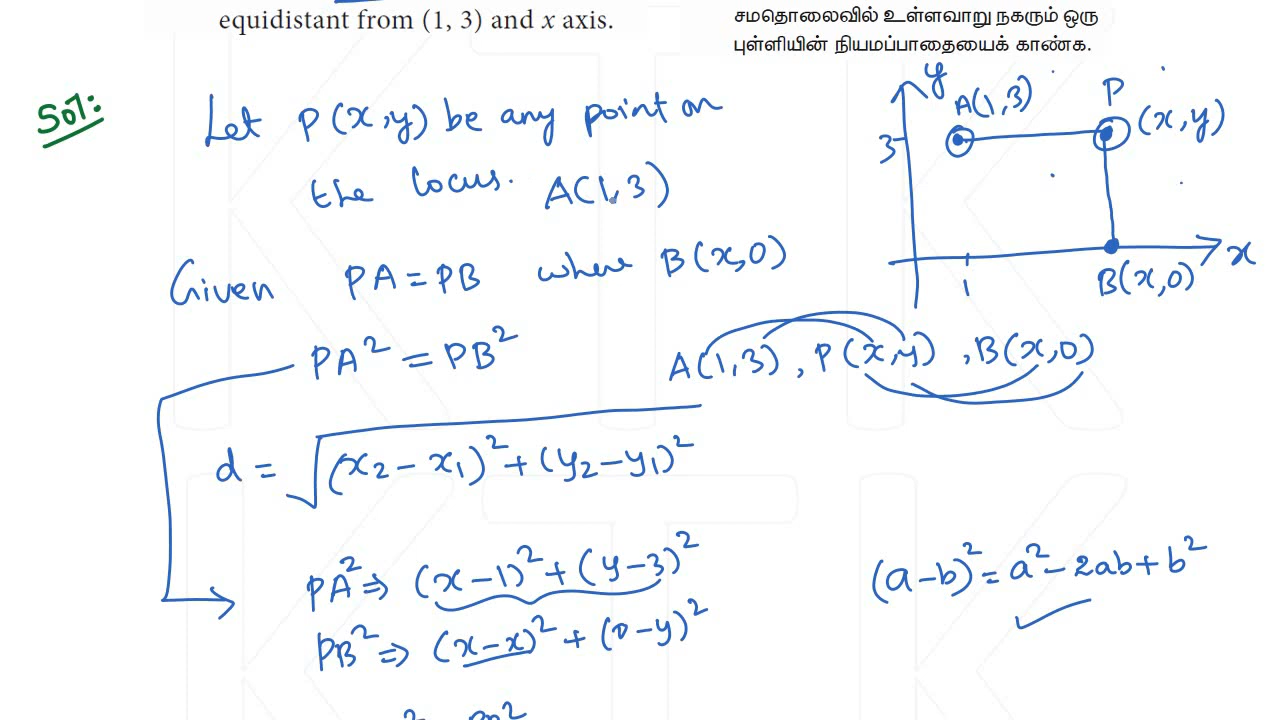 equidistant from (1, 3) and x axis.
சமதொலைவில் உள்ளவாறு நகரும் ஒரு
புள்ளியின் நியமப்பாதையைக் காண்க.
Sol:
Let P(x,y) be any point on
the locus. A(1,3)
Given PA = PB where B(x,0)
PA² = PB²
A(1,3), P(x,y), B(x,0)
d = √(x₂ − x₁)² + (y₂ − y₁)²
PA² ⇒ (x − 1)² + (y − 3)²
PB² ⇒ (x − x)² + (0 − y)²
(a − b)² = a² − 2ab + b²
y
A(1,3)
P
(x,y)
3
x
1
B(x,0)